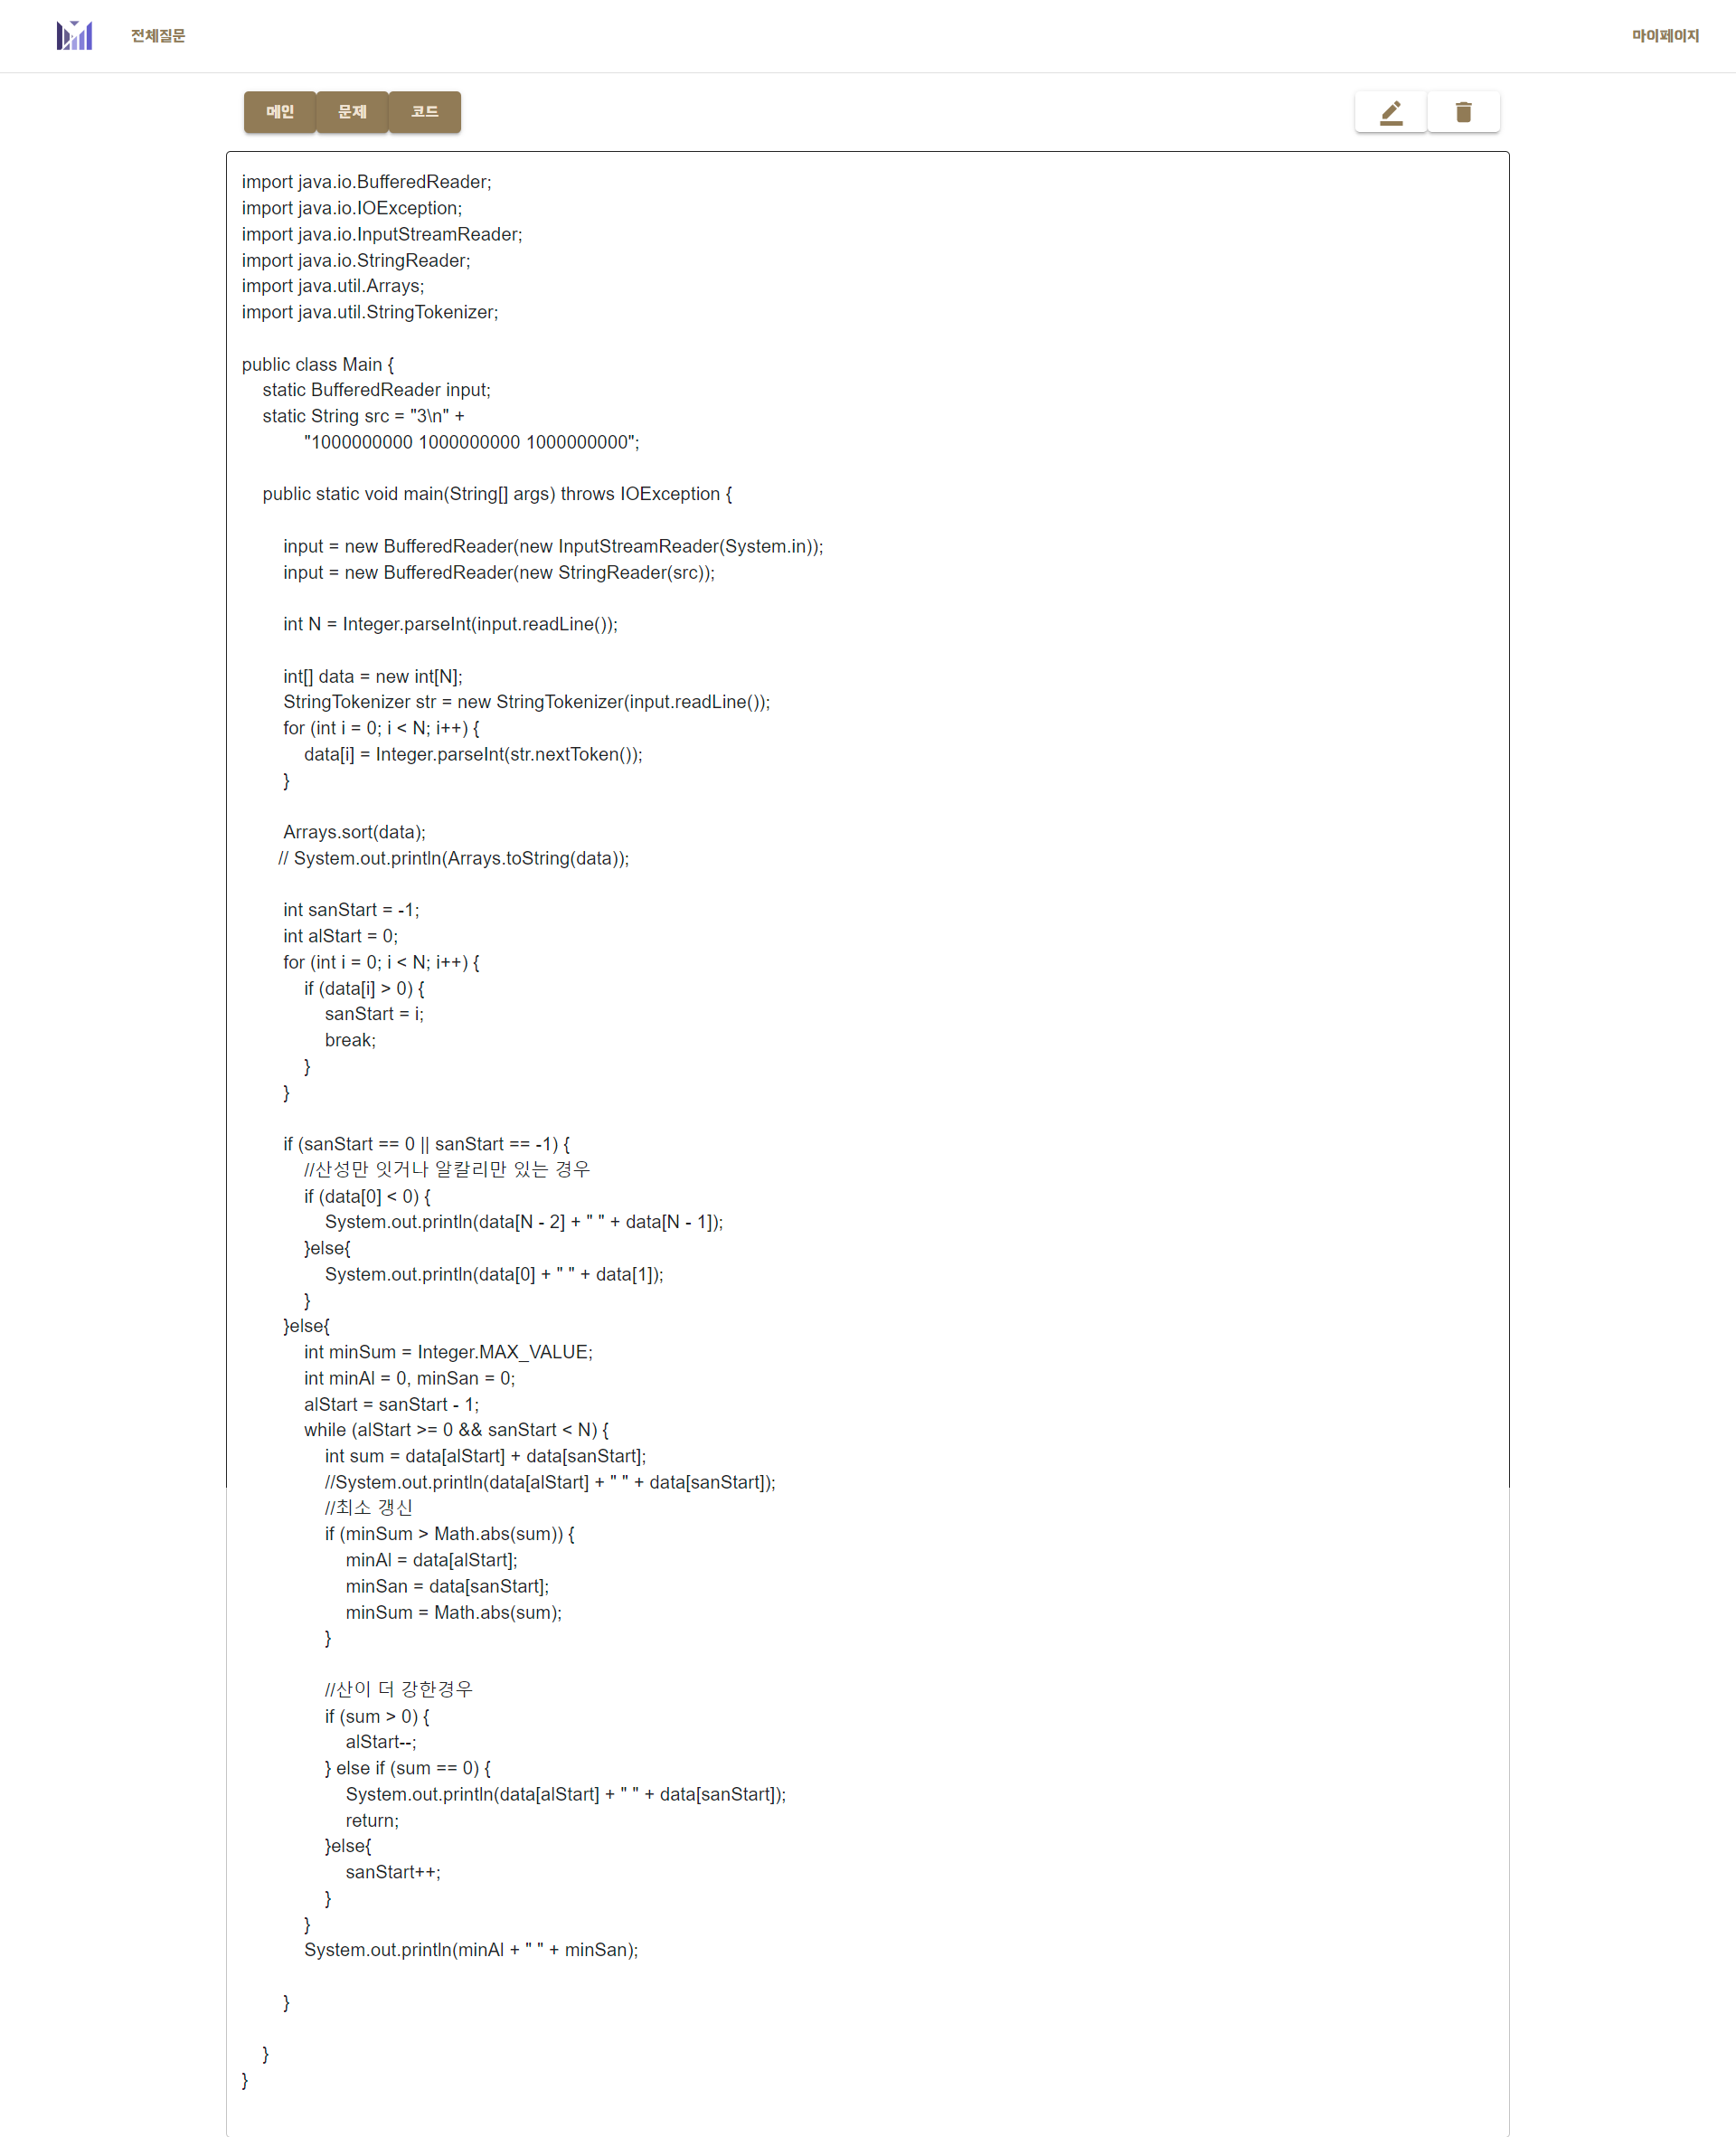 전체질문
마이페이지
메인 문제 코드
import java.io.BufferedReader;
import java.io.IOException;
import java.io.InputStreamReader;
import java.io.StringReader;
import java.util.Arrays;
import java.util.StringTokenizer;
public class Main {
static BufferedReader input;
static String src = "3\n" +
"1000000000 1000000000 1000000000";
public static void main(String[] args) throws IOException {
input = new BufferedReader(new InputStreamReader(System.in));
input = new BufferedReader(new StringReader(src));
int N = Integer.parseInt(input.readLine());
int[] data = new int[N];
StringTokenizer str = new StringTokenizer(input.readLine());
for (int i = 0; i < N; i++) {
data[i] = Integer.parseInt(str.nextToken());
}
Arrays.sort(data);
// System.out.println(Arrays.toString(data));
int sanStart = -1;
int alStart = 0;
for (int i = 0; i < N; i++) {
if (data[i] > 0) {
sanStart = i;
break;
}
}
if (sanStart == 0 || sanStart == -1) {
//산성만 잇거나 알칼리만 있는 경우
if (data[0] < 0) {
System.out.println(data[N - 2] + " " + data[N - 1]);
}else{
System.out.println(data[0] + " " + data[1]);
}
}else{
int minSum = Integer.MAX_VALUE;
int minAl = 0, minSan = 0;
alStart = sanStart - 1;
while (alStart >= 0 && sanStart < N) {
int sum = data[alStart] + data[sanStart];
//System.out.println(data[alStart] + " " + data[sanStart]);
//최소 갱신
if (minSum > Math.abs(sum)) {
minAl = data[alStart];
minSan = data[sanStart];
minSum = Math.abs(sum);
}
//산이 더 강한경우
if (sum > 0) {
alStart--;
} else if (sum == 0) {
System.out.println(data[alStart] + " " + data[sanStart]);
return;
}else{
sanStart++;
}
}
System.out.println(minAl + " " + minSan);
}
}
}